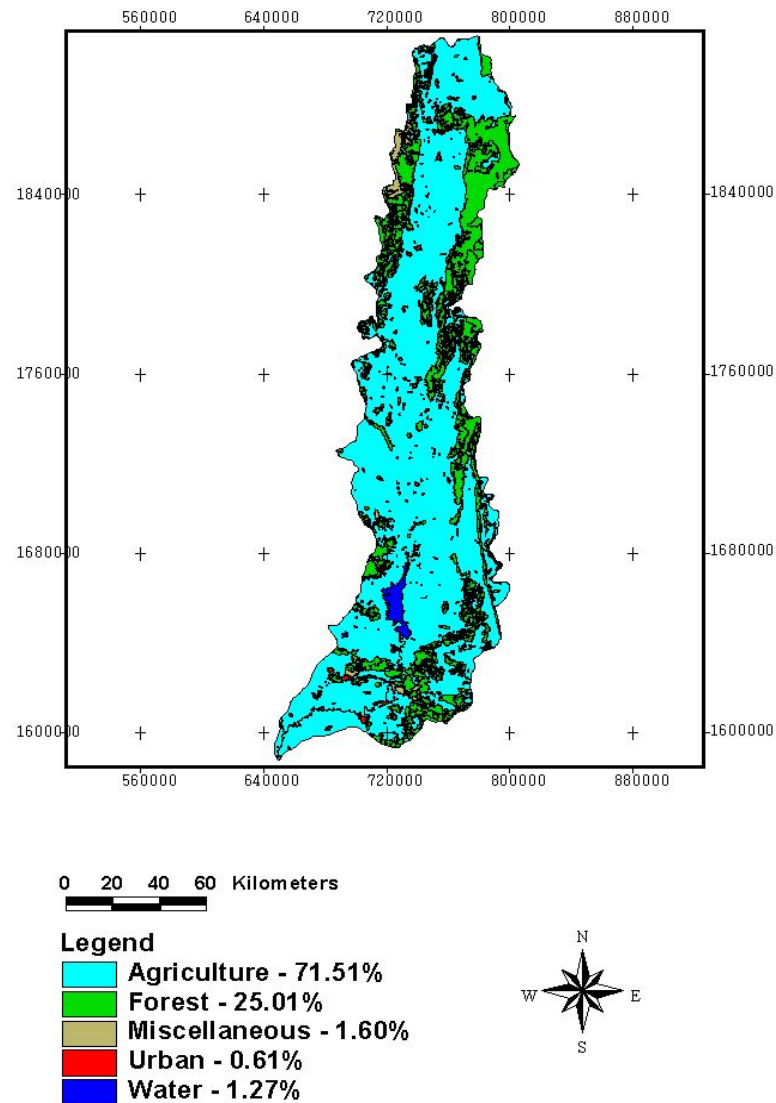 560000 640000 720000 800000 880000
A
1840000 1840000
1760000 1760000
1680000 1680000
1600000 1600000
560000 640000 720000 800000 880000
0 20 40 60 Kilometers
Legend
Agriculture - 71.51%
Forest - 25.01%
Miscellaneous - 1.60%
Urban - 0.61%
Water - 1.27%
N
W E
S